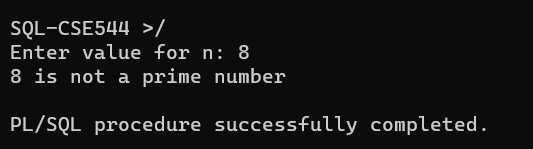 SQL-CSE544 >/
Enter value for n: 8
8 is not a prime number
PL/SQL procedure successfully completed.